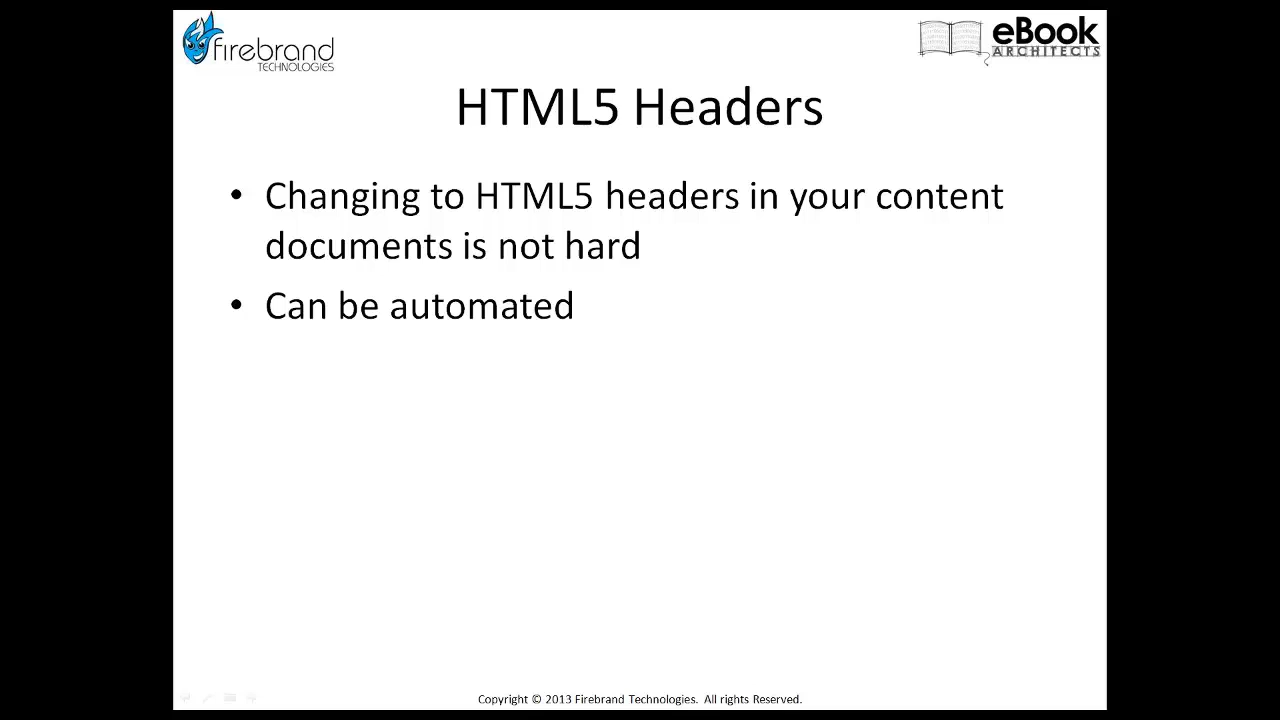 firebrand
TECHNOLOGIES
eBook
ARCHITECTS
HTML5 Headers
• Changing to HTML5 headers in your content
documents is not hard
• Can be automated
Copyright © 2013 Firebrand Technologies. All rights Reserved.